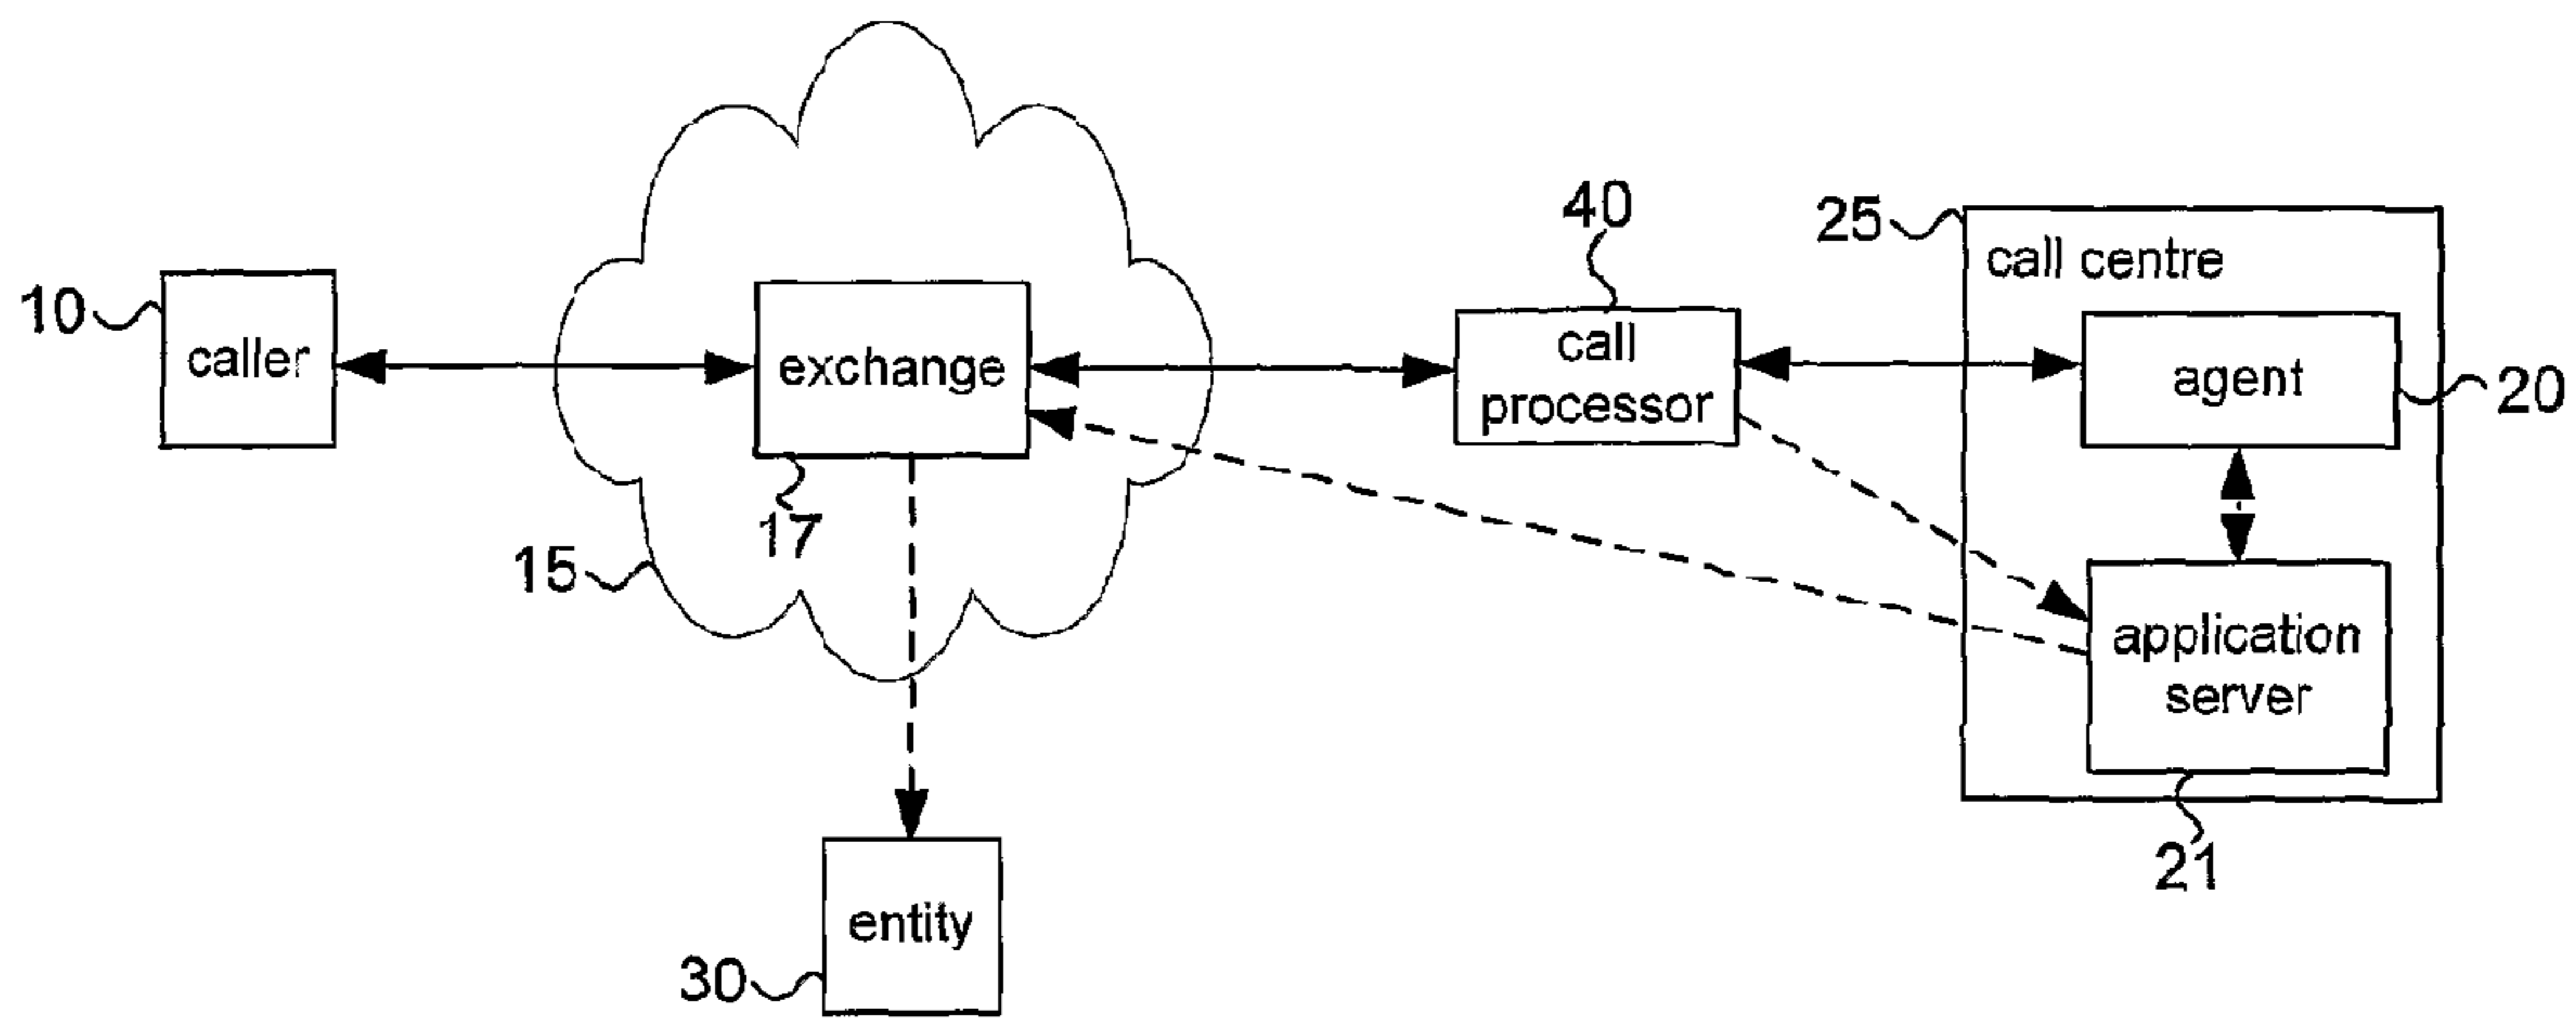 10
caller
15
exchange
17
entity
30
40
call
processor
25
call centre
agent
20
application
server
21